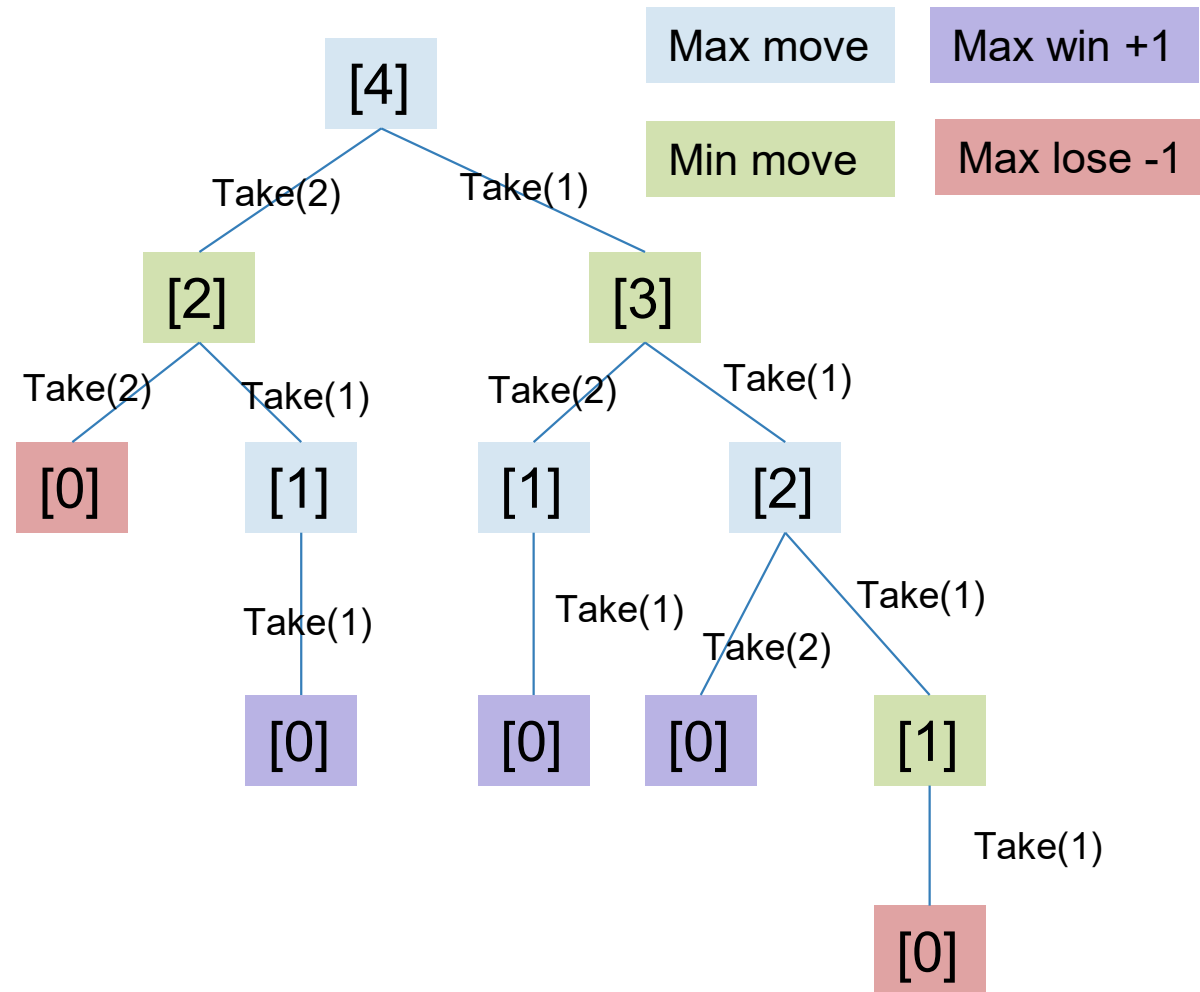 Max move
Max win +1
[4]
Min move
Max lose -1
Take(2)
Take(1)
[2]
[3]
Take(2)
Take(1)
Take(2)
Take(1)
[0]
[1]
[1]
[2]
Take(1)
Take(1)
Take(2)
Take(1)
[0]
[0]
[0]
[1]
Take(1)
[0]